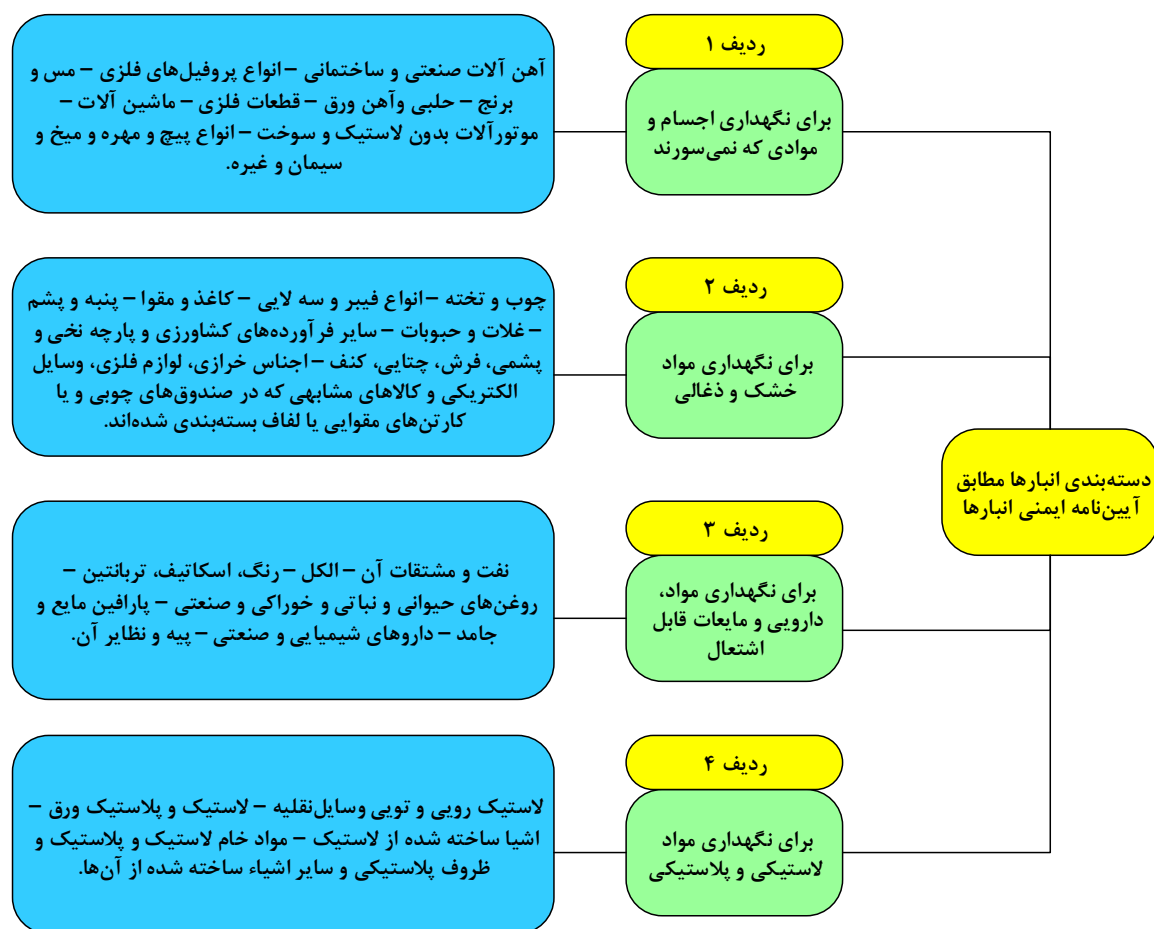 دسته‌بندی انبارها مطابق
آیین‌نامه ایمنی انبارها
ردیف ۱
برای نگهداری اجسام و
موادی که نمی‌سورند
آهن آلات صنعتی و ساختمانی – انواع پروفیل‌های فلزی – مس و
برنج – حلبی وآهن ورق – قطعات فلزی – ماشین آلات –
موتورآلات بدون لاستیک و سوخت – انواع پیچ و مهره و میخ و
سیمان و غیره.
ردیف ۲
برای نگهداری مواد
خشک و ذغالی
چوب و تخته – انواع فیبر و سه لایی – کاغذ و مقوا – پنبه و پشم
– غلات و حبوبات – سایر فرآورده‌های کشاورزی و پارچه نخی و
پشمی، فرش، چتایی، کنف – اجناس خرازی، لوازم فلزی، وسایل
الکتریکی و کالاهای مشابهی که در صندوق‌های چوبی و یا
کارتن‌های مقوایی یا لفاف بسته‌بندی شده‌اند.
ردیف ۳
برای نگهداری مواد،
دارویی و مایعات قابل
اشتعال
نفت و مشتقات آن – الکل – رنگ، اسکاتیف، تربانتین –
روغن‌های حیوانی و نباتی و خوراکی و صنعتی – پارافین مایع و
جامد – داروهای شیمیایی و صنعتی – پیه و نظایر آن.
ردیف ۴
برای نگهداری مواد
لاستیکی و پلاستیکی
لاستیک رویی و تویی وسایل‌نقلیه – لاستیک و پلاستیک ورق –
اشیا ساخته شده از لاستیک – مواد خام لاستیک و پلاستیک و
ظروف پلاستیکی و سایر اشیاء ساخته شده از آن‌ها.